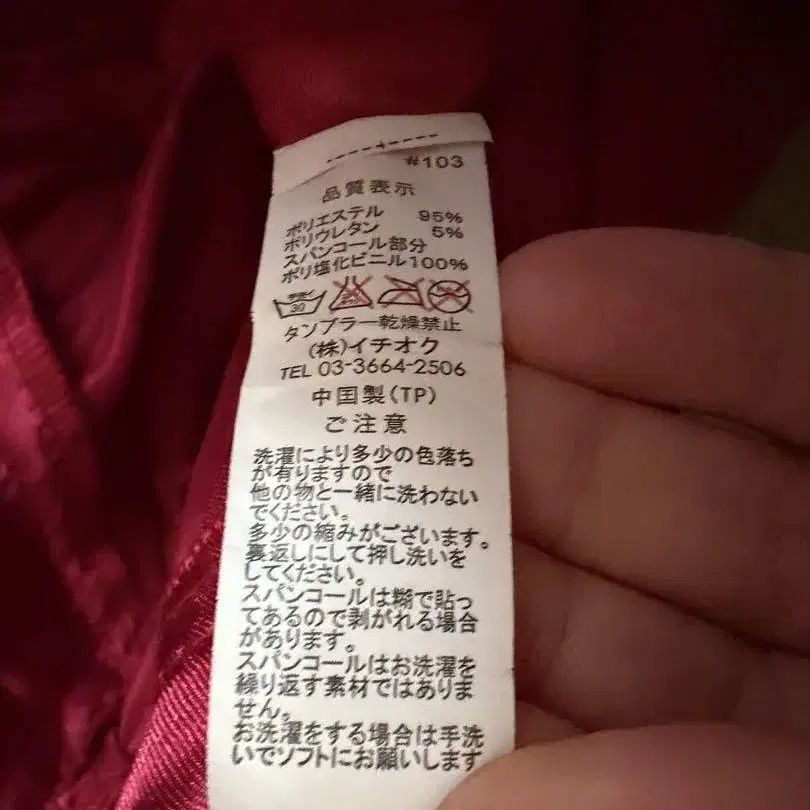 #103
品質表示
ポリエステル 95%
ポリウレタン 5%
スパンコール部分
ポリ塩化ビニル100%
30
タンブラー乾燥禁止
(株)イチオク
TEL 03-3664-2506
中国製(TP)
ご注意
洗濯により多少の色落ち
が有りますので
他の物と一緒に洗わない
でください。
多少の縮みがございます。
裏返しにして押し洗いを
してください。
スパンコールは糊で貼っ
てあるので剥がれる場合
があります。
スパンコールはお洗濯を
繰り返す素材ではありま
せん。
お洗濯をする場合は手洗
いでソフトにお願いします